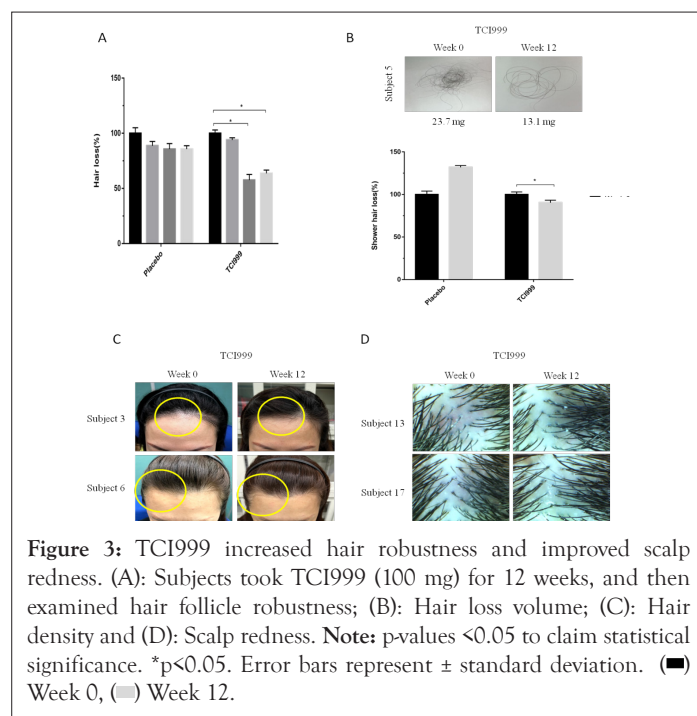 A
Hair loss(%)
150
100
50
0
Placebo
TCI999
*
*
B
TCI999
Week 0
Week 12
Subject 5
23.7 mg
13.1 mg
Shower hair loss(%)
150
100
50
0
Placebo
TCI999
*
C
TCI999
Week 0
Week 12
Subject 3
Subject 6
D
TCI999
Week 0
Week 12
Subject 13
Subject 17
Figure 3: TCI999 increased hair robustness and improved scalp
redness. (A): Subjects took TCI999 (100 mg) for 12 weeks, and then
examined hair follicle robustness; (B): Hair loss volume; (C): Hair
density and (D): Scalp redness. Note: p-values <0.05 to claim statistical
significance. *p<0.05. Error bars represent ± standard deviation. ( )
Week 0, ( ) Week 12.